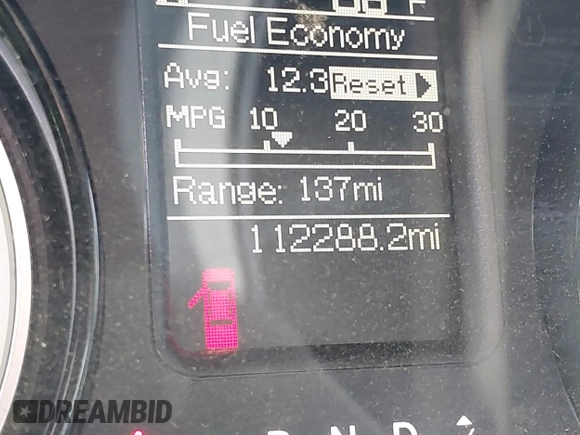 F
Fuel Economy
Avg: 12.3 Reset
MPG 10 20 30
Range: 137mi
112288.2mi
R N D
DREAMBID